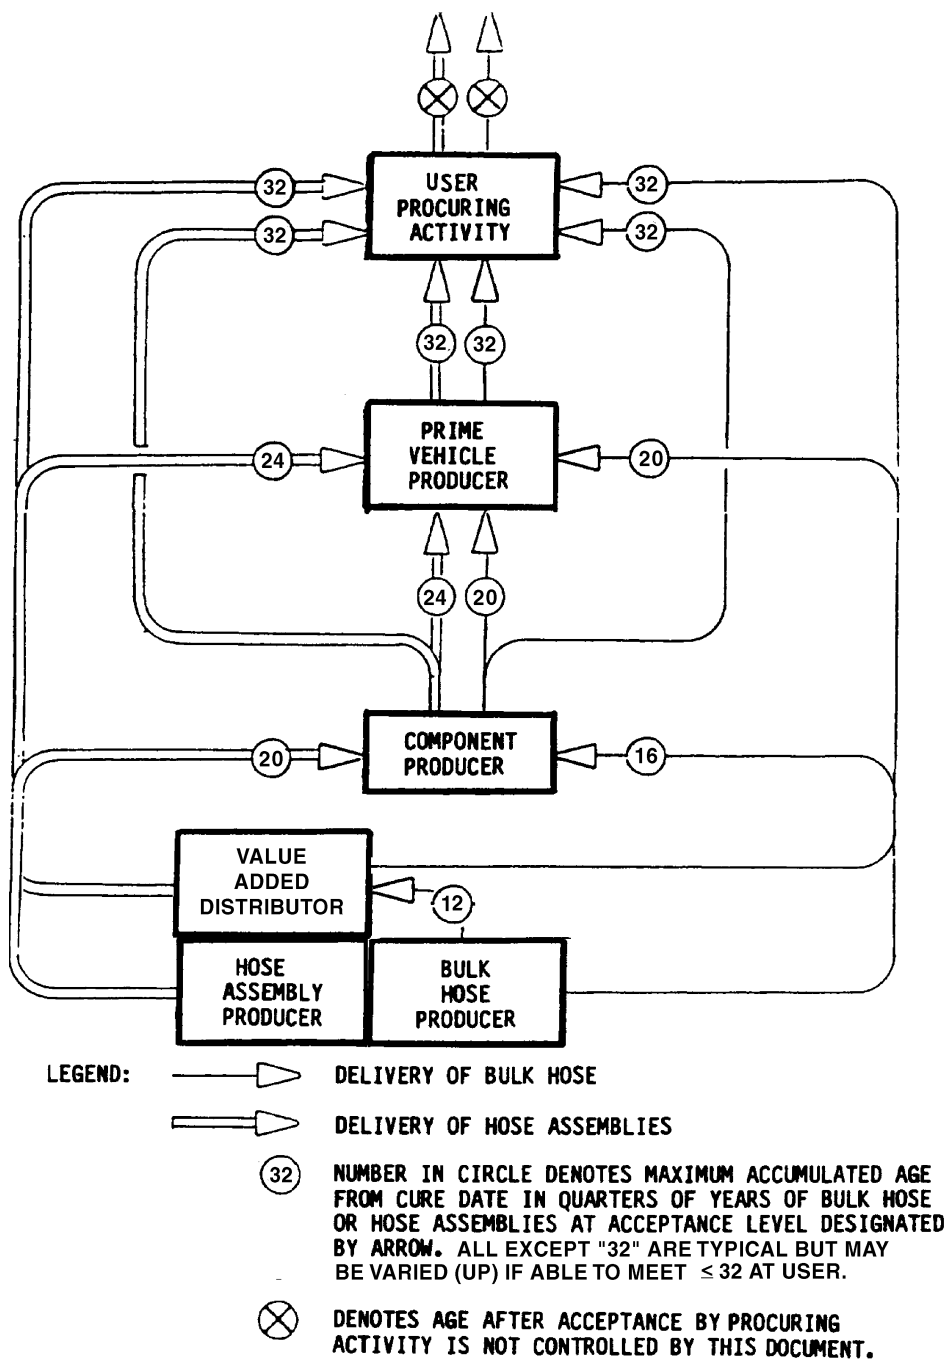 32
32
USER
PROCURING
ACTIVITY
32
32
32
32
24
PRIME
VEHICLE
PRODUCER
20
24
20
20
COMPONENT
PRODUCER
16
VALUE
ADDED
DISTRIBUTOR
12
HOSE
ASSEMBLY
PRODUCER
BULK
HOSE
PRODUCER
LEGEND:
DELIVERY OF BULK HOSE
DELIVERY OF HOSE ASSEMBLIES
32
NUMBER IN CIRCLE DENOTES MAXIMUM ACCUMULATED AGE
FROM CURE DATE IN QUARTERS OF YEARS OF BULK HOSE
OR HOSE ASSEMBLIES AT ACCEPTANCE LEVEL DESIGNATED
BY ARROW. ALL EXCEPT "32" ARE TYPICAL BUT MAY
BE VARIED (UP) IF ABLE TO MEET ≤ 32 AT USER.
DENOTES AGE AFTER ACCEPTANCE BY PROCURING
ACTIVITY IS NOT CONTROLLED BY THIS DOCUMENT.